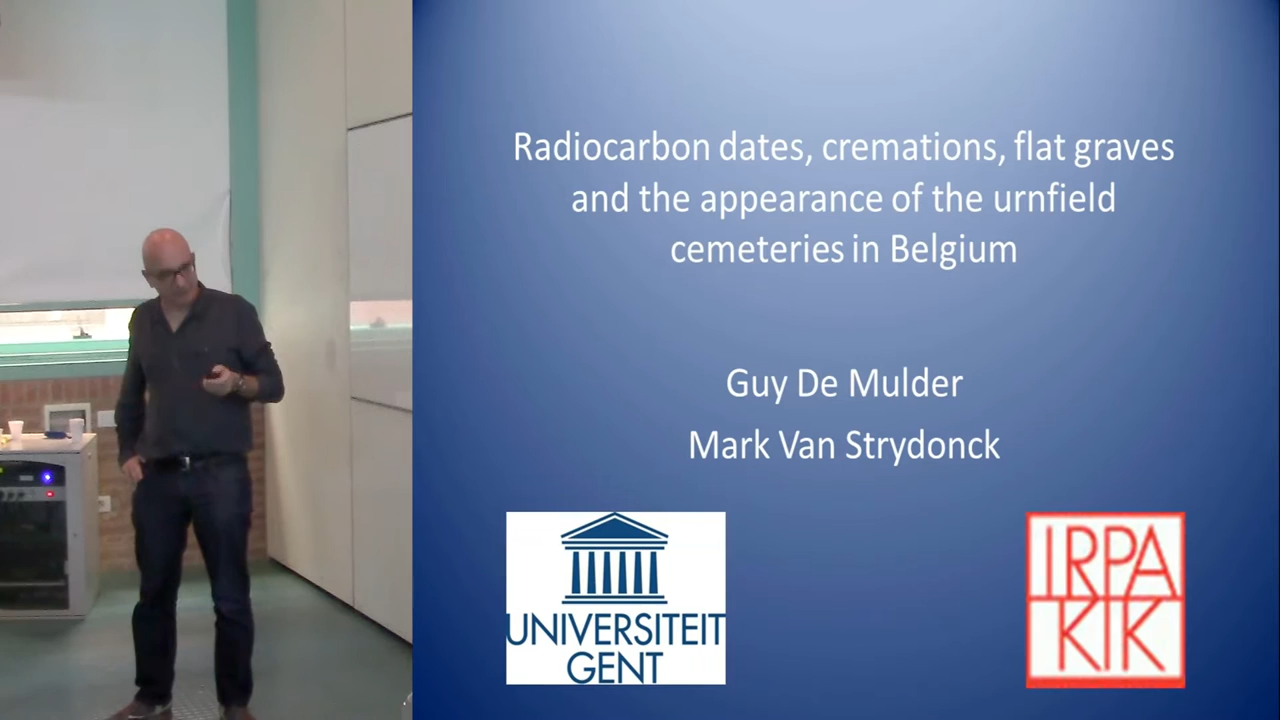 Radiocarbon dates, cremations, flat graves
and the appearance of the urnfield
cemeteries in Belgium
Guy De Mulder
Mark Van Strydonck
UNIVERSITEIT
GENT
IRPA
KIK